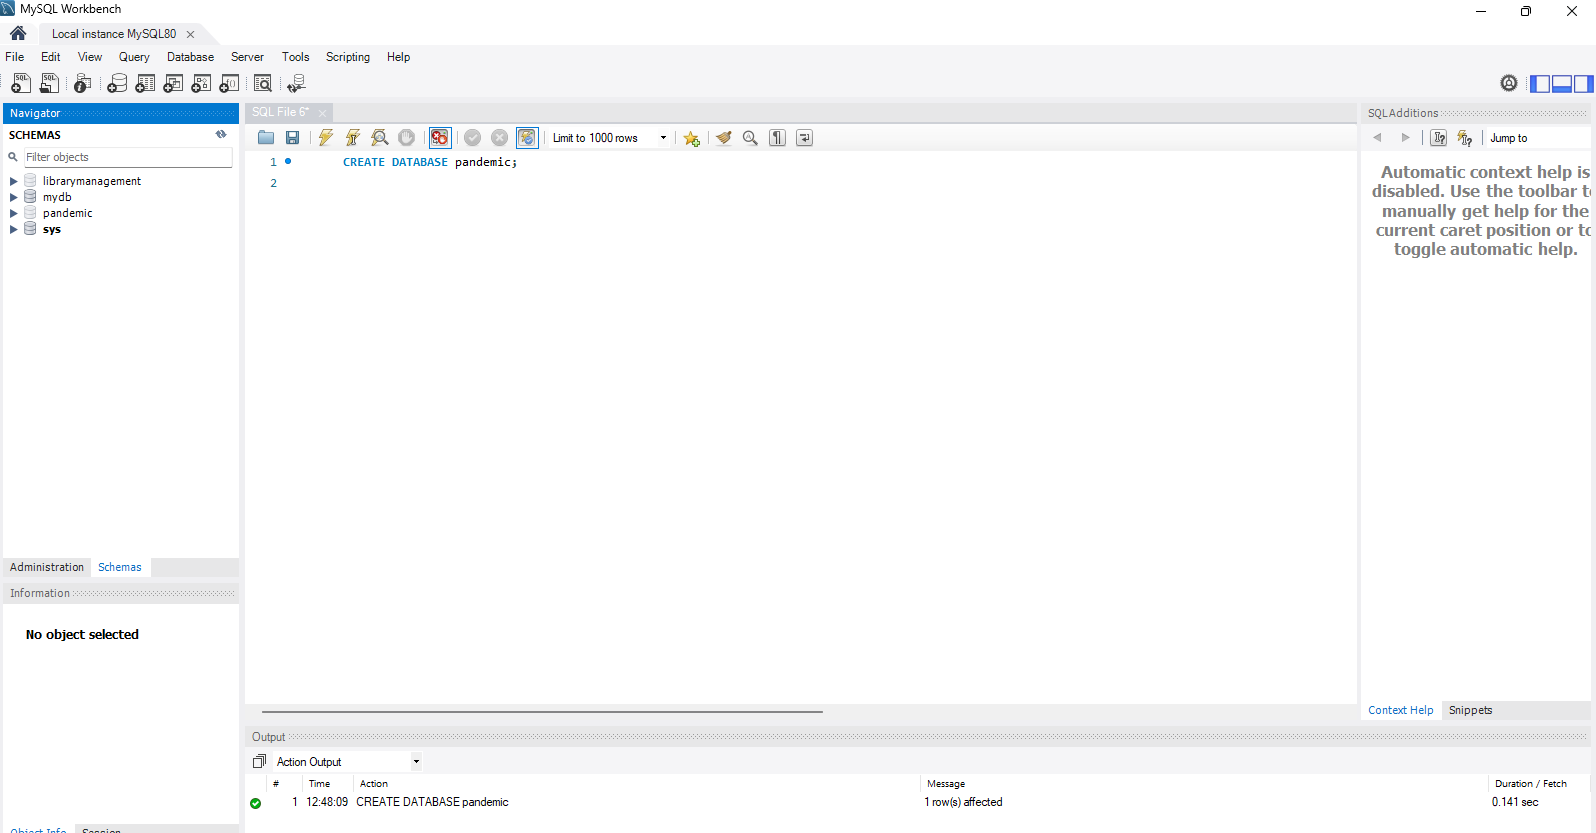 MySQL Workbench
Local instance MySQL80
File Edit View Query Database Server Tools Scripting Help
Navigator
SCHEMAS
Filter objects
librarymanagement
mydb
pandemic
sys
Administration Schemas
Information
No object selected
Object Info Session
SQL File 6*
Limit to 1000 rows
1 CREATE DATABASE pandemic;
2
SQLAdditions
Jump to
Automatic context help is
disabled. Use the toolbar to
manually get help for the
current caret position or to
toggle automatic help.
Context Help Snippets
Output
Action Output
# Time Action Message Duration / Fetch
1 12:48:09 CREATE DATABASE pandemic 1 row(s) affected 0.141 sec